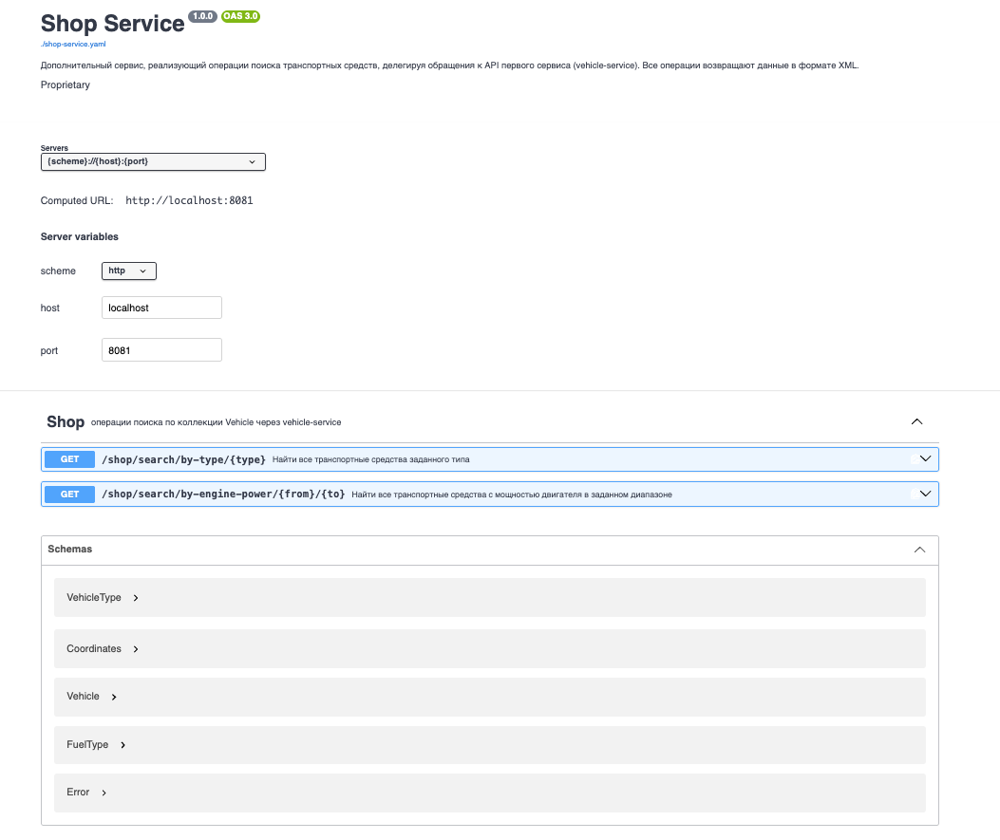 Shop Service 1.0.0 OAS 3.0
./shop-service.yaml
Дополнительный сервис, реализующий операции поиска транспортных средств, делегируя обращения к API первого сервиса (vehicle-service). Все операции возвращают данные в формате XML.
Proprietary
Servers
{scheme}://{host}:{port}
Computed URL: http://localhost:8081
Server variables
scheme http
host localhost
port 8081
Shop операции поиска по коллекции Vehicle через vehicle-service
GET /shop/search/by-type/{type} Найти все транспортные средства заданного типа
GET /shop/search/by-engine-power/{from}/{to} Найти все транспортные средства с мощностью двигателя в заданном диапазоне
Schemas
VehicleType
Coordinates
Vehicle
FuelType
Error